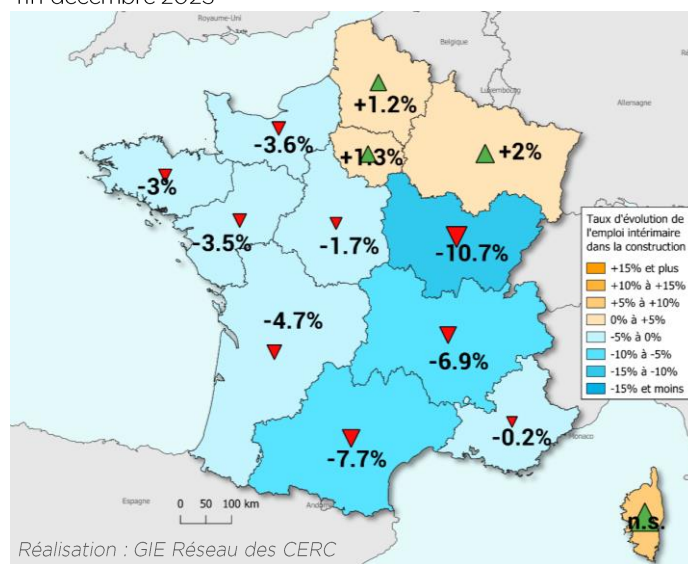 fin décembre 2025
Royaume-Uni
Belgique
Luxembourg
Allemagne
+1.2%
-3.6%
+1.3%
+2%
-3%
-3.5%
-1.7%
-10.7%
Taux d'évolution de
l'emploi intérimaire
dans la construction
+15% et plus
+10% à +15%
+5% à +10%
0% à +5%
-5% à 0%
-10% à -5%
-15% à -10%
-15% et moins
-4.7%
-6.9%
-0.2%
Monaco
-7.7%
Espagne
0 50 100 km
n.s.
Réalisation : GIE Réseau des CERC